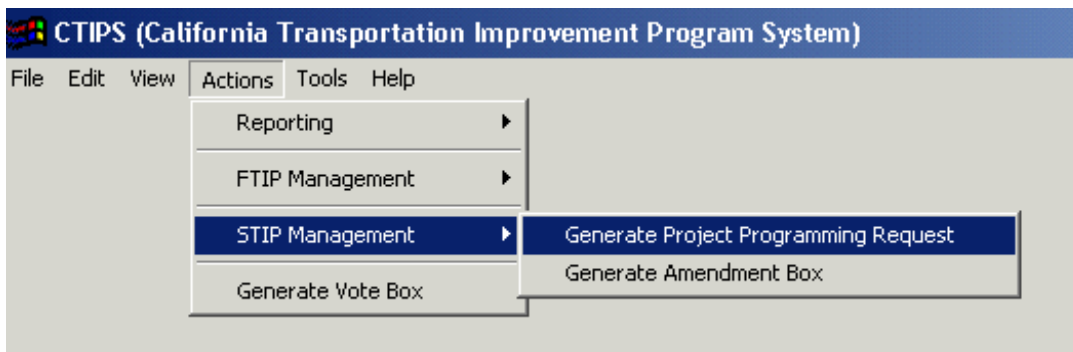 CTIPS (California Transportation Improvement Program System)
File Edit View Actions Tools Help
Reporting
FTIP Management
STIP Management
Generate Project Programming Request
Generate Amendment Box
Generate Vote Box